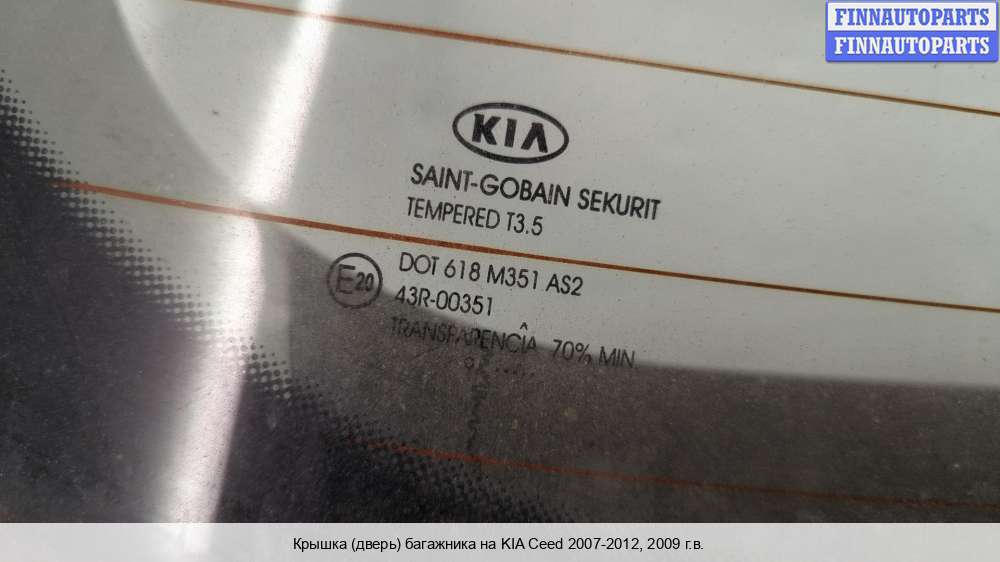 FINNAUTOPARTS
FINNAUTOPARTS
KIA
SAINT-GOBAIN SEKURIT
TEMPERED T3.5
E20
DOT 618 M351 AS2
43R-00351
TRANSPARENCÎA 70% MIN
Крышка (дверь) багажника на KIA Ceed 2007-2012, 2009 г.в.